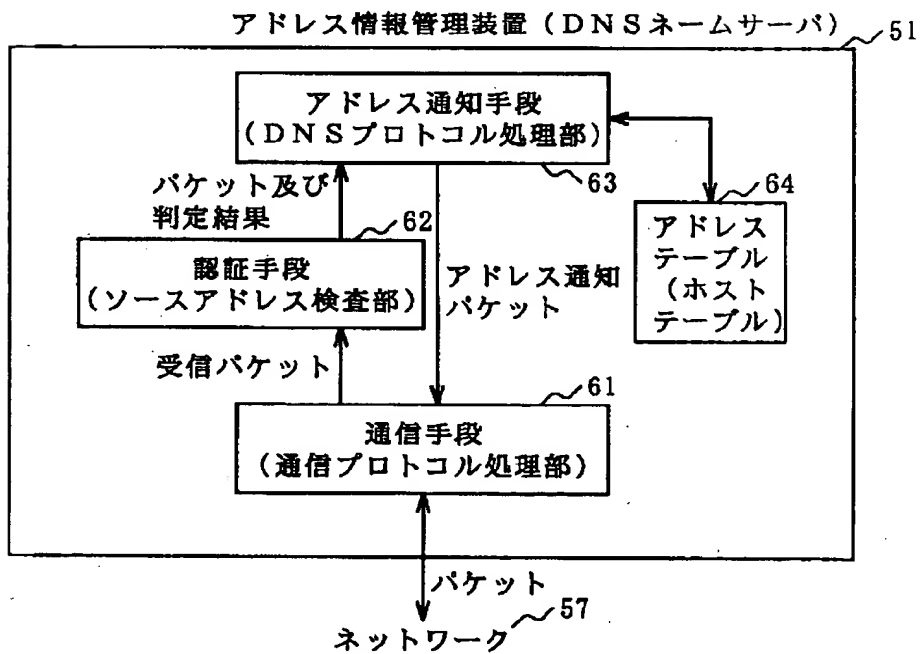 アドレス情報管理装置（DNSネームサーバ）
51
アドレス通知手段
（DNSプロトコル処理部）
63
64
パケット及び
判定結果
62
アドレス
テーブル
（ホスト
テーブル）
認証手段
（ソースアドレス検査部）
アドレス通知
パケット
受信パケット
61
通信手段
（通信プロトコル処理部）
パケット
57
ネットワーク